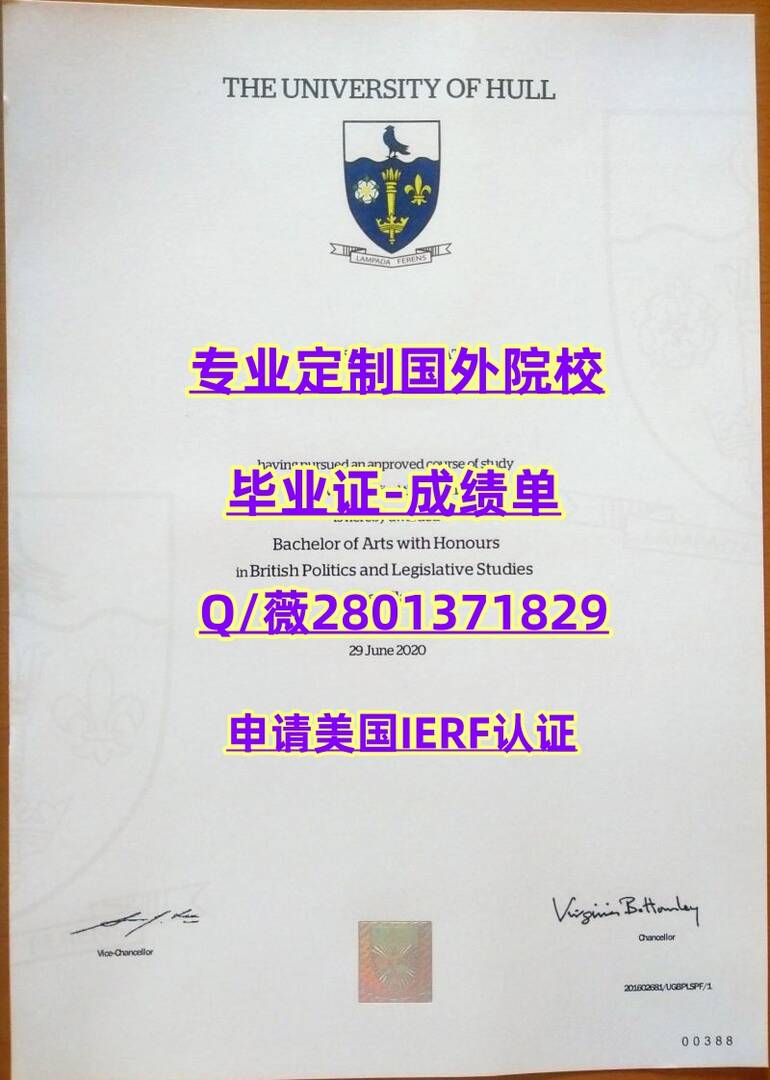 THE UNIVERSITY OF HULL
LAMPADA FERENS
专业定制国外院校
having pursued an approved course of study
毕业证-成绩单
is hereby awarded
Bachelor of Arts with Honours
in British Politics and Legislative Studies
Q/薇2801371829
29 June 2020
申请美国IERF认证
Virginia Bottomley
Vice-Chancellor
Chancellor
201602681/UGBPLSPF/1
00388